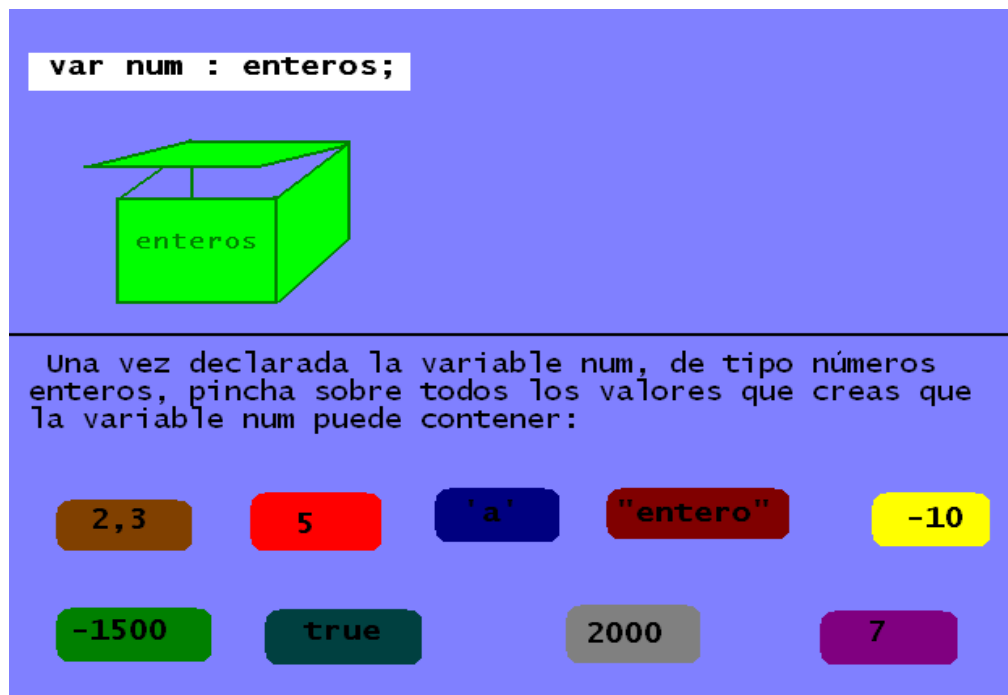 var num : enteros;
enteros
Una vez declarada la variable num, de tipo números
enteros, pincha sobre todos los valores que creas que
la variable num puede contener:
2,3 5 'a' "entero" -10
-1500 true 2000 7